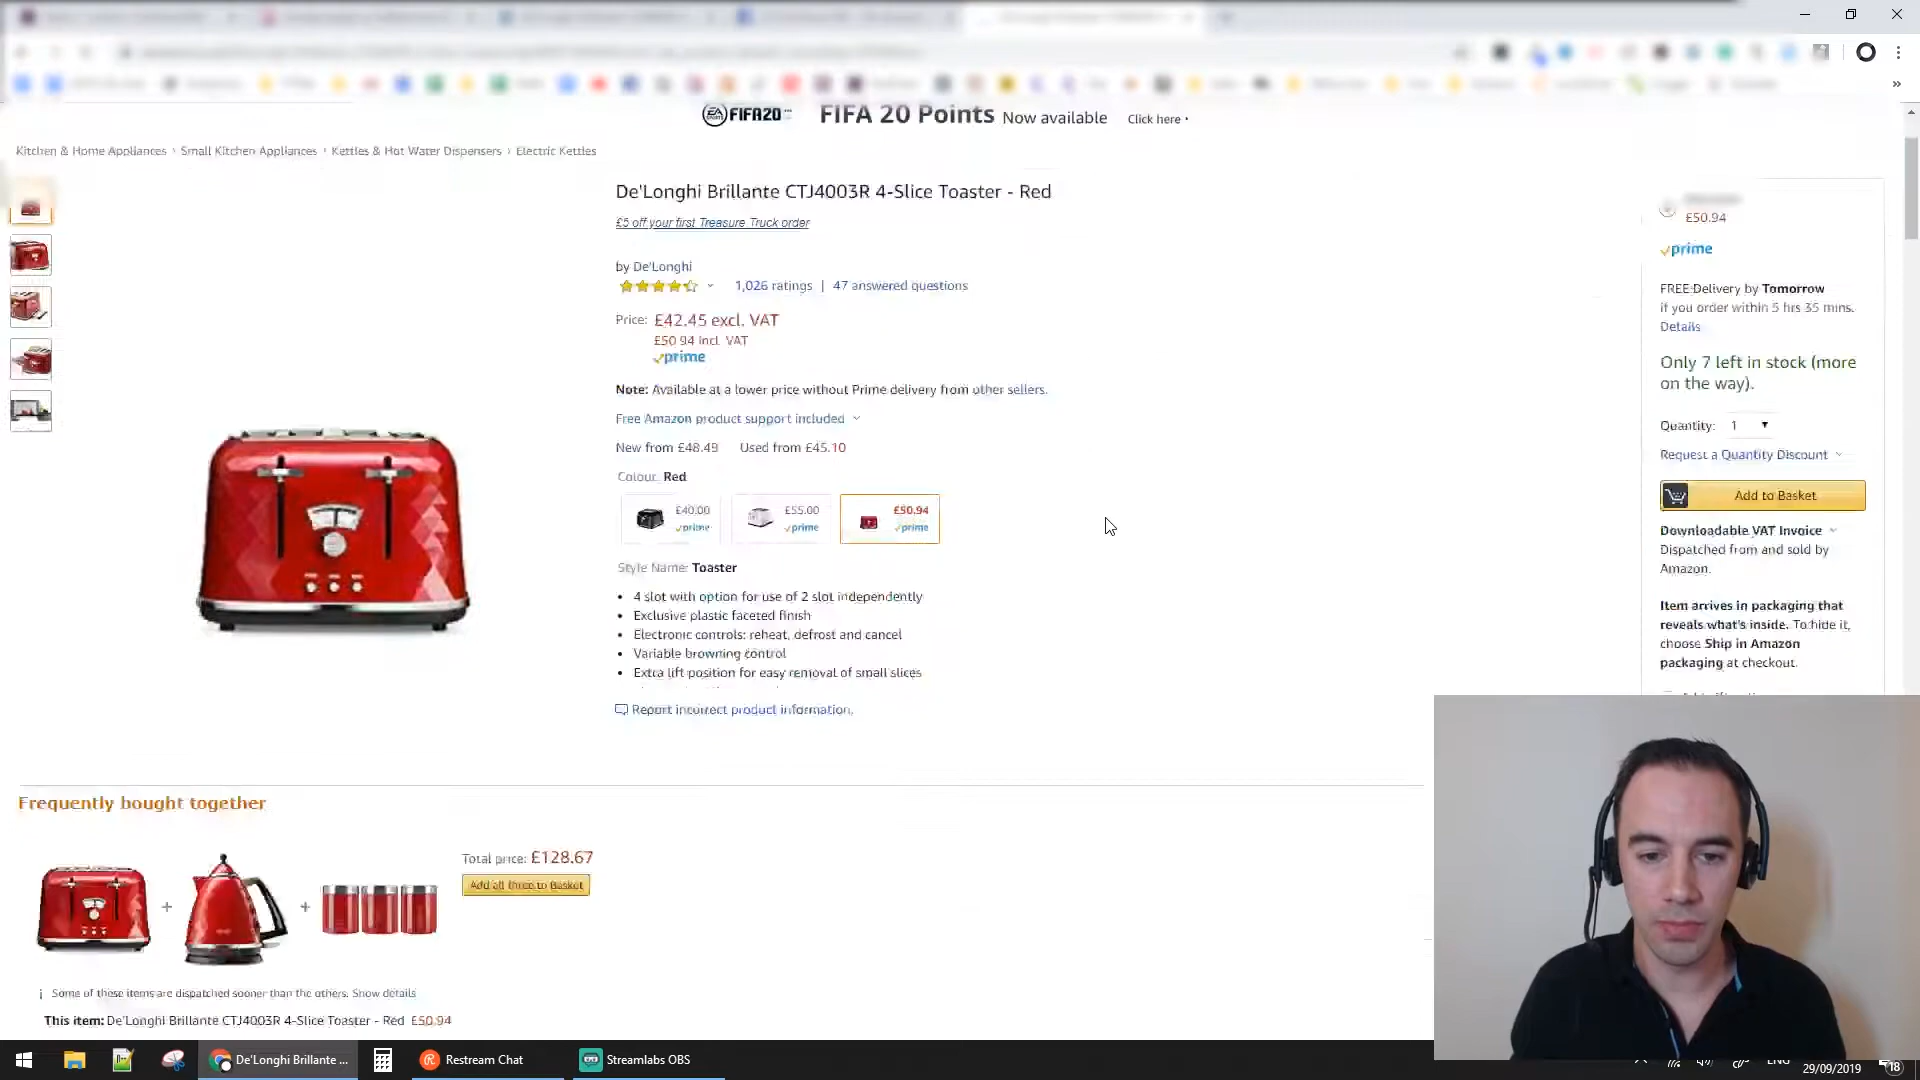 EA SPORTS FIFA20 FIFA 20 Points Now available Click here
Kitchen & Home Appliances › Small Kitchen Appliances › Kettles & Hot Water Dispensers › Electric Kettles
De'Longhi Brillante CTJ4003R 4-Slice Toaster - Red
£5 off your first Treasure Truck order
by De'Longhi
1,026 ratings | 47 answered questions
Price: £42.45 excl. VAT
£50.94 incl. VAT
prime
Note: Available at a lower price without Prime delivery from other sellers.
Free Amazon product support included
New from £48.49 Used from £45.10
Colour: Red
£40.00 prime
£55.00 prime
£50.94 prime
Style Name: Toaster
• 4 slot with option for use of 2 slot independently
• Exclusive plastic faceted finish
• Electronic controls: reheat, defrost and cancel
• Variable browning control
• Extra lift position for easy removal of small slices
Report incorrect product information.
£50.94
prime
FREE Delivery by Tomorrow
if you order within 5 hrs 35 mins.
Details
Only 7 left in stock (more
on the way).
Quantity: 1
Request a Quantity Discount
Add to Basket
Downloadable VAT Invoice
Dispatched from and sold by
Amazon.
Item arrives in packaging that
reveals what's inside. To hide it,
choose Ship in Amazon
packaging at checkout.
Frequently bought together
Total price: £128.67
Add all three to Basket
i Some of these items are dispatched sooner than the others. Show details
This item: De'Longhi Brillante CTJ4003R 4-Slice Toaster - Red £50.94
De'Longhi Brillante ...
Restream Chat
Streamlabs OBS
ENG
29/09/2019
18